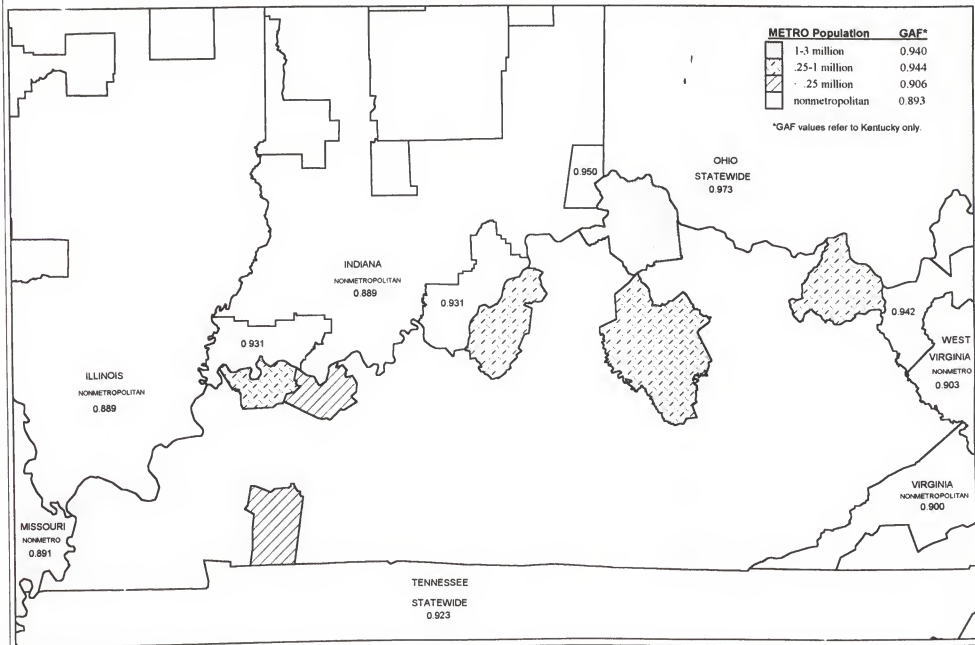 METRO Population GAF*
1-3 million 0.940
.25-1 million 0.944
.25 million 0.906
nonmetropolitan 0.893
*GAF values refer to Kentucky only.
OHIO
STATEWIDE
0.973
0.950
INDIANA
NONMETROPOLITAN
0.889
0.931
0.942
WEST
VIRGINIA
NONMETRO
0.903
0.931
ILLINOIS
NONMETROPOLITAN
0.889
VIRGINIA
NONMETROPOLITAN
0.900
MISSOURI
NONMETRO
0.891
TENNESSEE
STATEWIDE
0.923